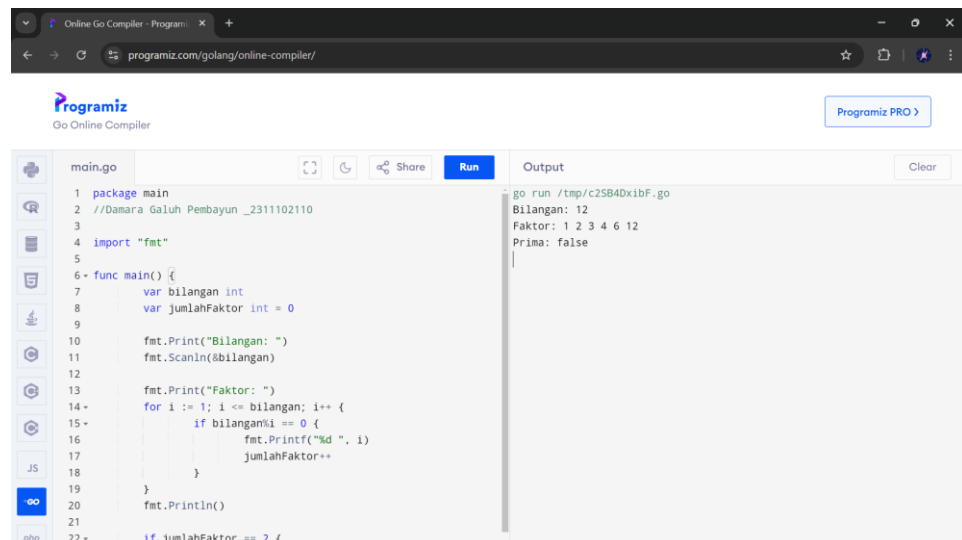 Online Go Compiler - Programi
programiz.com/golang/online-compiler/
Programiz
Go Online Compiler
Programiz PRO >
main.go
Share
Run
Output
Clear
1 package main
2 //Damara Galuh Pembayun _2311102110
3
4 import "fmt"
5
6 func main() {
7 var bilangan int
8 var jumlahFaktor int = 0
9
10 fmt.Print("Bilangan: ")
11 fmt.Scanln(&bilangan)
12
13 fmt.Print("Faktor: ")
14 for i := 1; i <= bilangan; i++ {
15 if bilangan%i == 0 {
16 fmt.Printf("%d ", i)
17 jumlahFaktor++
18 }
19 }
20 fmt.Println()
21
22 if jumlahFaktor == 2 {
go run /tmp/c2SB4DxibF.go
Bilangan: 12
Faktor: 1 2 3 4 6 12
Prima: false
JS
GO
php